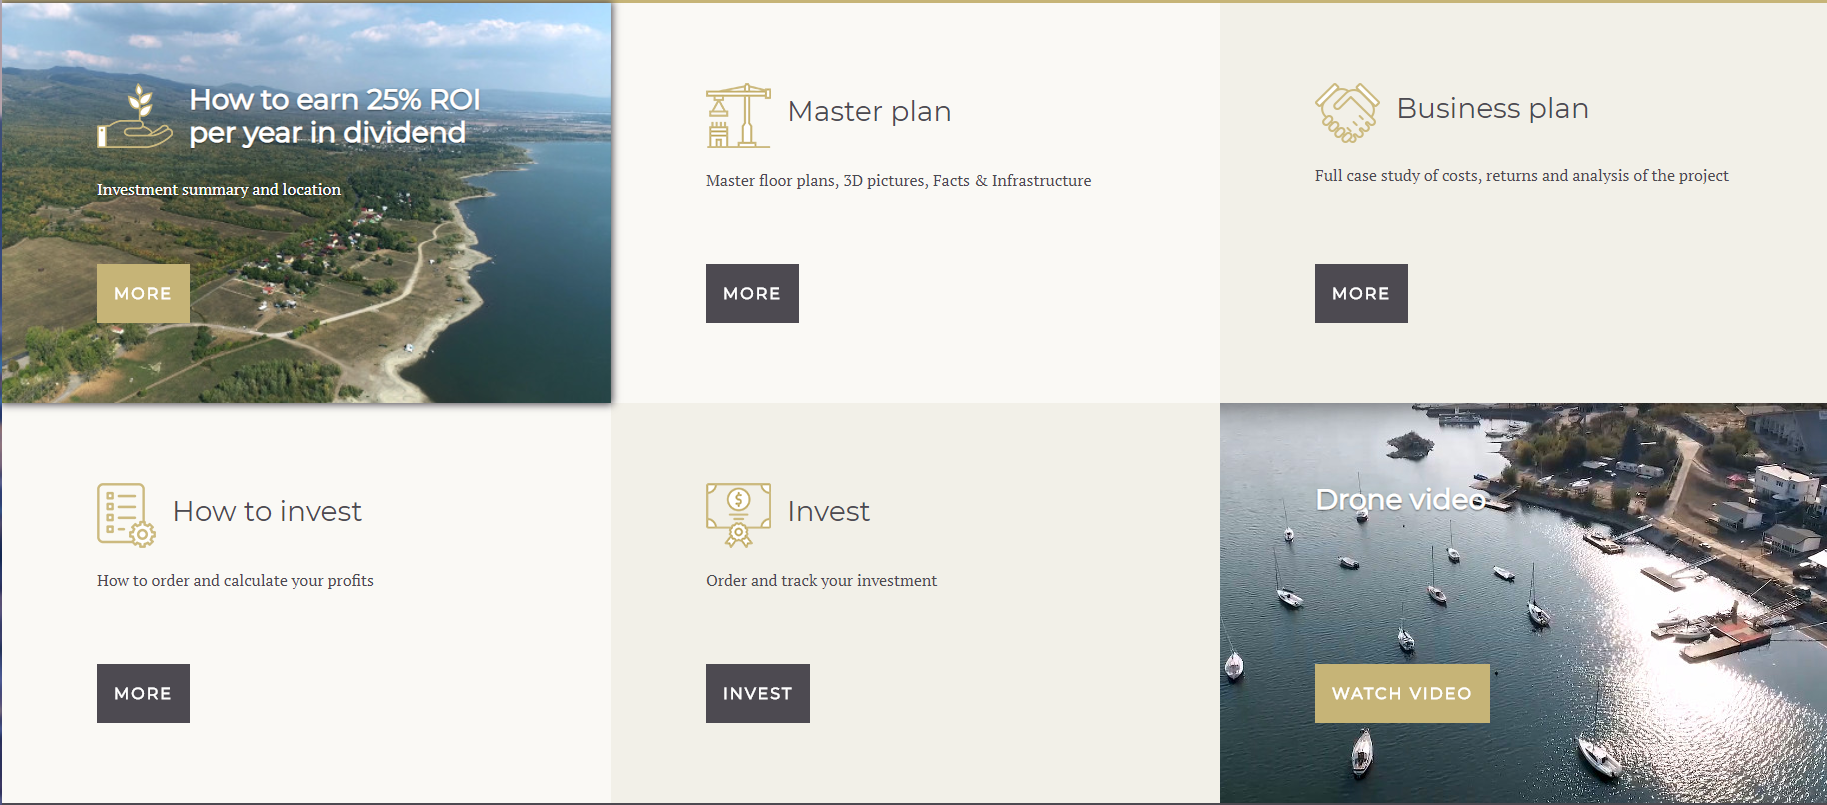 How to earn 25% ROI
per year in dividend
Investment summary and location
MORE
Master plan
Master floor plans, 3D pictures, Facts & Infrastructure
MORE
Business plan
Full case study of costs, returns and analysis of the project
MORE
How to invest
How to order and calculate your profits
MORE
Invest
Order and track your investment
INVEST
Drone video
WATCH VIDEO